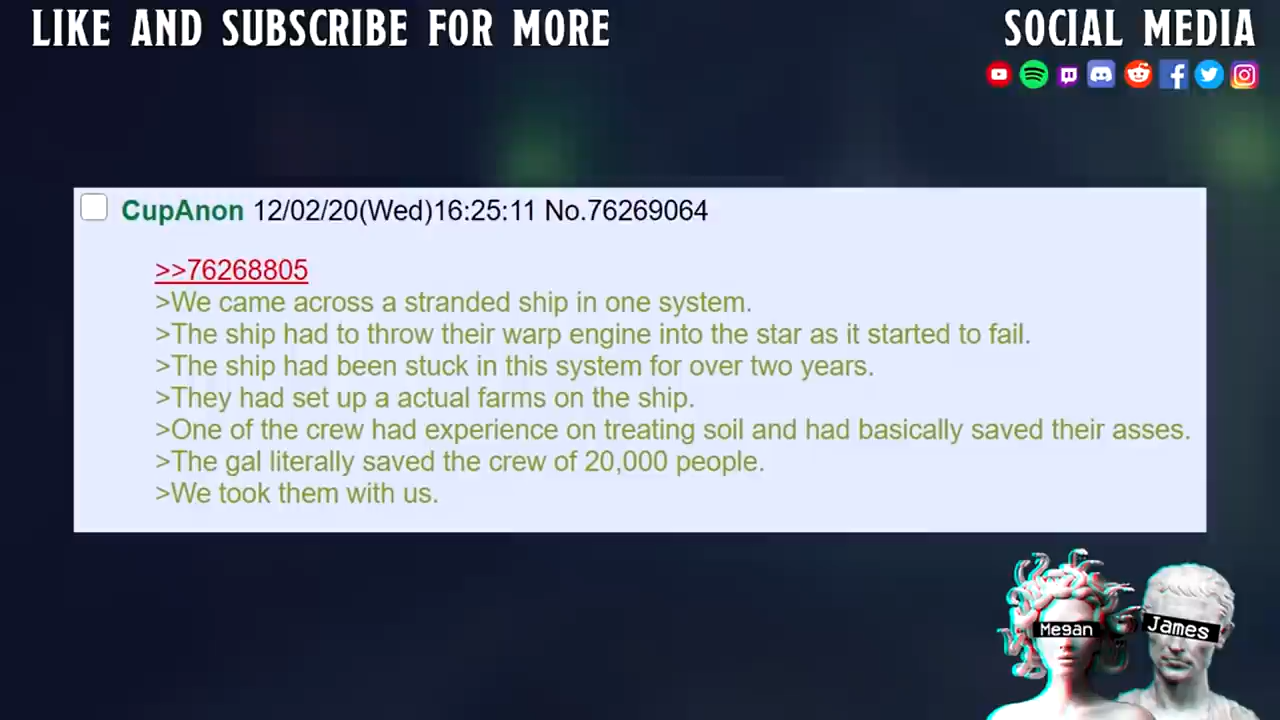 LIKE AND SUBSCRIBE FOR MORE
SOCIAL MEDIA
CupAnon 12/02/20(Wed)16:25:11 No.76269064
>>76268805
>We came across a stranded ship in one system.
>The ship had to throw their warp engine into the star as it started to fail.
>The ship had been stuck in this system for over two years.
>They had set up a actual farms on the ship.
>One of the crew had experience on treating soil and had basically saved their asses.
>The gal literally saved the crew of 20,000 people.
>We took them with us.
Megan
James